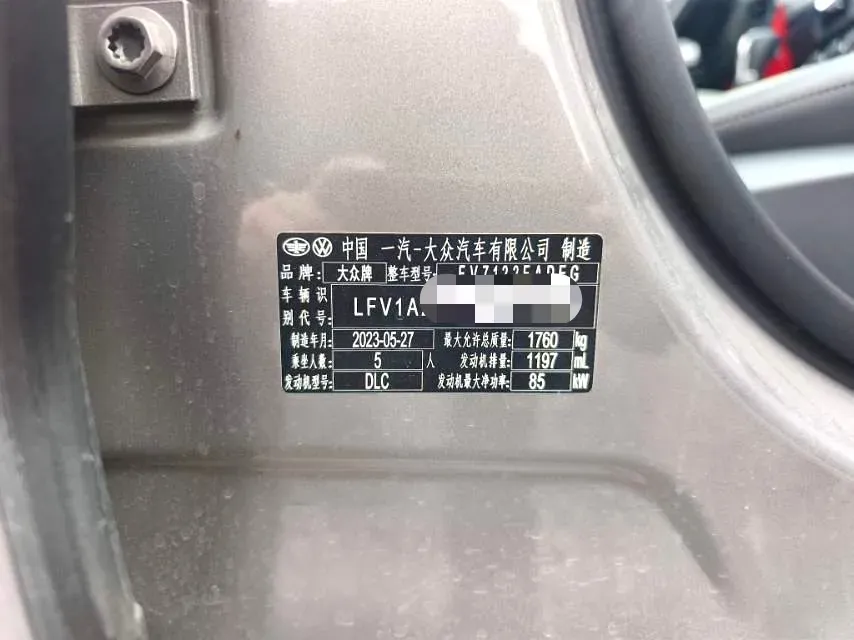 中国 一汽-大众汽车有限公司 制造
品牌: 大众牌 整车型号:
车辆识别代号: LFV1A
制造年月: 2023-05-27 最大允许总质量: 1760 kg
乘坐人数: 5 人 发动机排量: 1197 mL
发动机型号: DLC 发动机最大净功率: 85 kW